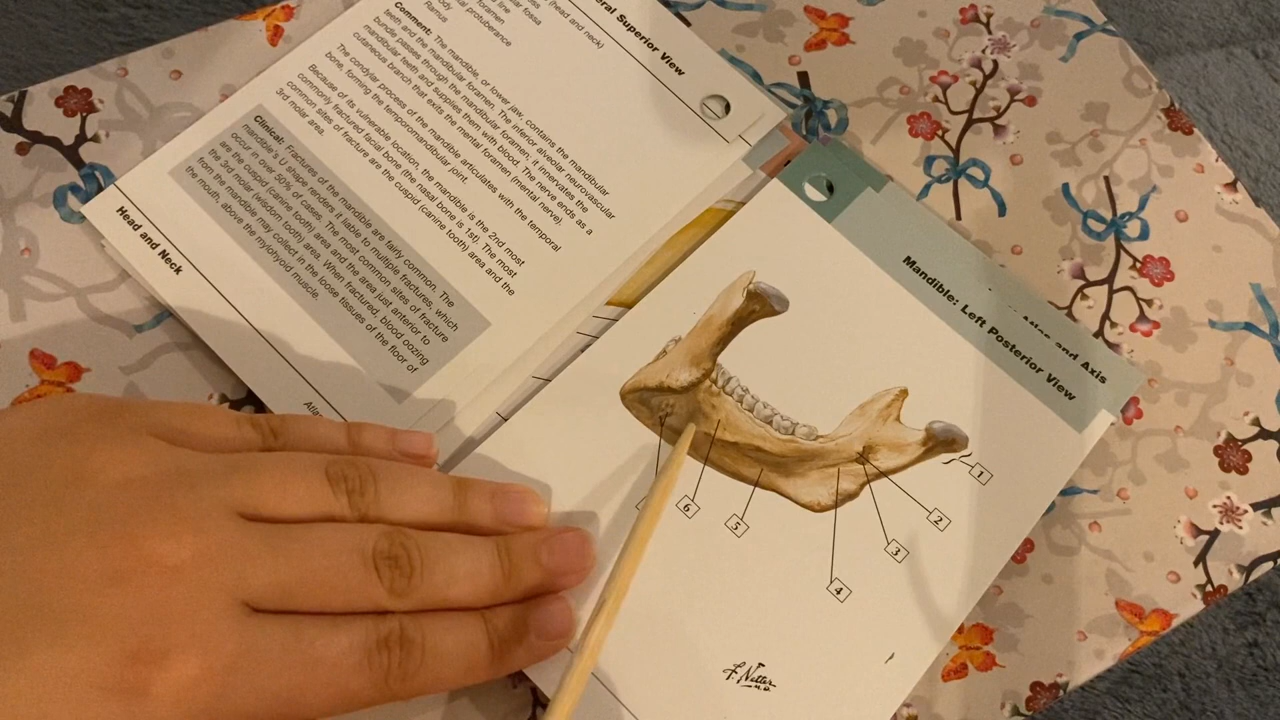 eral Superior View
(head and neck)
Ramus
Comment: The mandible, or lower jaw, contains the mandibular
teeth and the mandibular foramen. The inferior alveolar neurovascular
bundle passes through the mandibular foramen; it innervates the
mandibular teeth and supplies them with blood. The nerve ends as a
cutaneous branch that exits the mental foramen (mental nerve).
The condylar process of the mandible articulates with the temporal
bone, forming the temporomandibular joint.
Because of its vulnerable location, the mandible is the 2nd most
commonly fractured facial bone (the nasal bone is 1st). The most
common sites of fracture are the cuspid (canine tooth) area and the
3rd molar area.
Clinical: Fractures of the mandible are fairly common. The
mandible's U shape renders it liable to multiple fractures, which
occur in over 50% of cases. The most common sites of fracture
are the cuspid (canine tooth) area and the area just anterior to
the 3rd molar (wisdom tooth) area. When fractured, blood oozing
from the mandible may collect in the loose tissues of the floor of
the mouth, above the mylohyoid muscle.
Head and Neck
Atlas and Axis
Mandible: Left Posterior View
1
2
3
4
5
6
F. Netter
M.D.